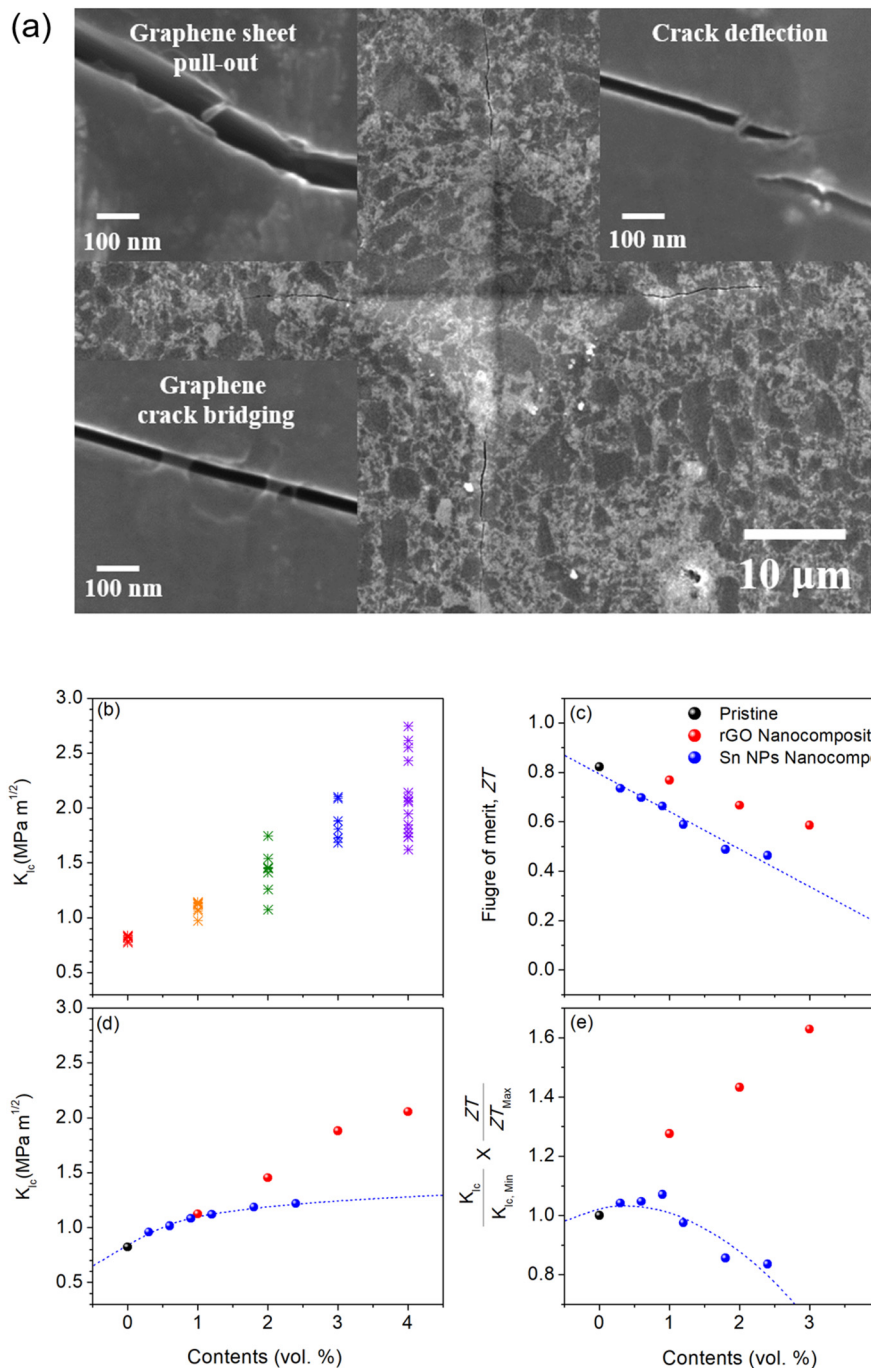 (a)
Graphene sheet
pull-out
Crack deflection
100 nm
100 nm
Graphene
crack bridging
100 nm
10 μm
(b)
K_Ic (MPa m^1/2)
3.0
2.5
2.0
1.5
1.0
0.5
(c)
Pristine
rGO Nanocomposit
Sn NPs Nanocompo
Fiugre of merit, ZT
1.0
0.8
0.6
0.4
0.2
0.0
(d)
K_Ic (MPa m^1/2)
3.0
2.5
2.0
1.5
1.0
0.5
0 1 2 3 4
Contents (vol. %)
(e)
K_Ic / K_Ic, Min X ZT / ZT_Max
1.6
1.4
1.2
1.0
0.8
0 1 2 3
Contents (vol. %)